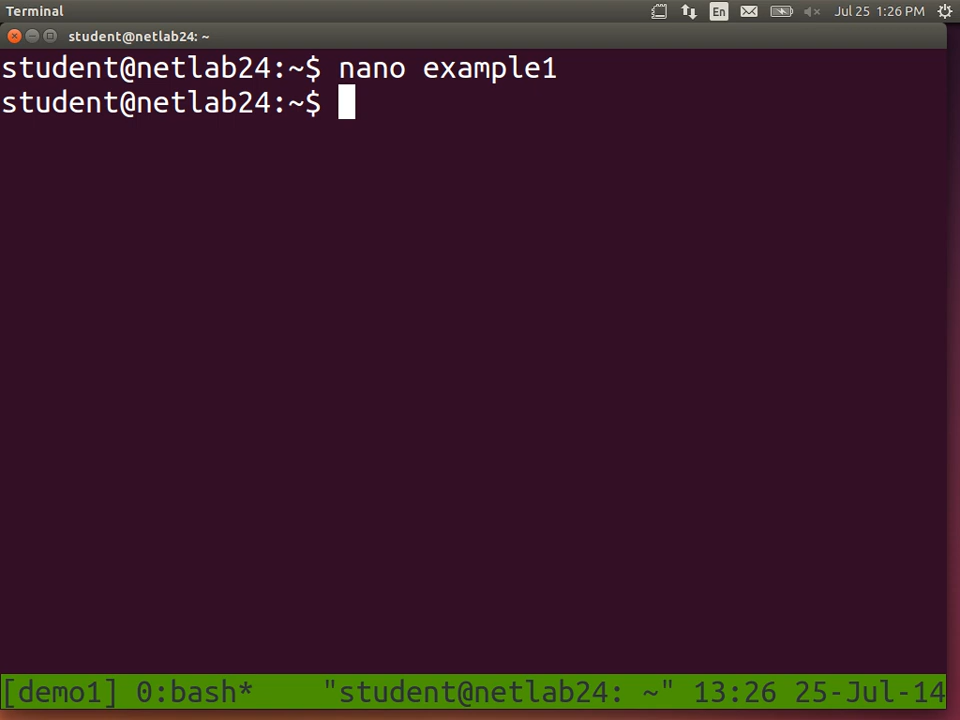 Terminal
En
Jul 25 1:26 PM
student@netlab24: ~
student@netlab24:~$ nano example1
student@netlab24:~$
[demo1] 0:bash* "student@netlab24: ~" 13:26 25-Jul-14